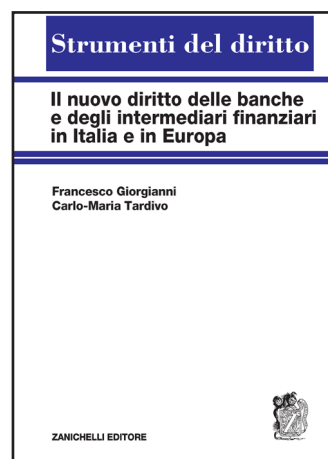 Strumenti del diritto
Il nuovo diritto delle banche
e degli intermediari finanziari
in Italia e in Europa
Francesco Giorgianni
Carlo-Maria Tardivo
ZANICHELLI EDITORE